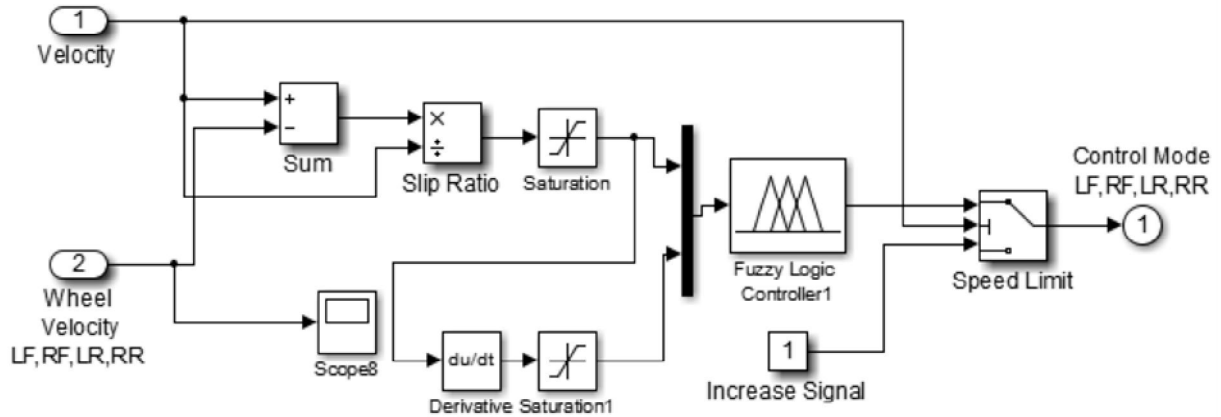 1
Velocity
+
−
Sum
×
÷
Slip Ratio
Saturation
Control Mode
LF,RF,LR,RR
1
2
Wheel
Velocity
LF,RF,LR,RR
Scope8
du/dt
Derivative
Saturation1
Fuzzy Logic
Controller1
Speed Limit
1
Increase Signal